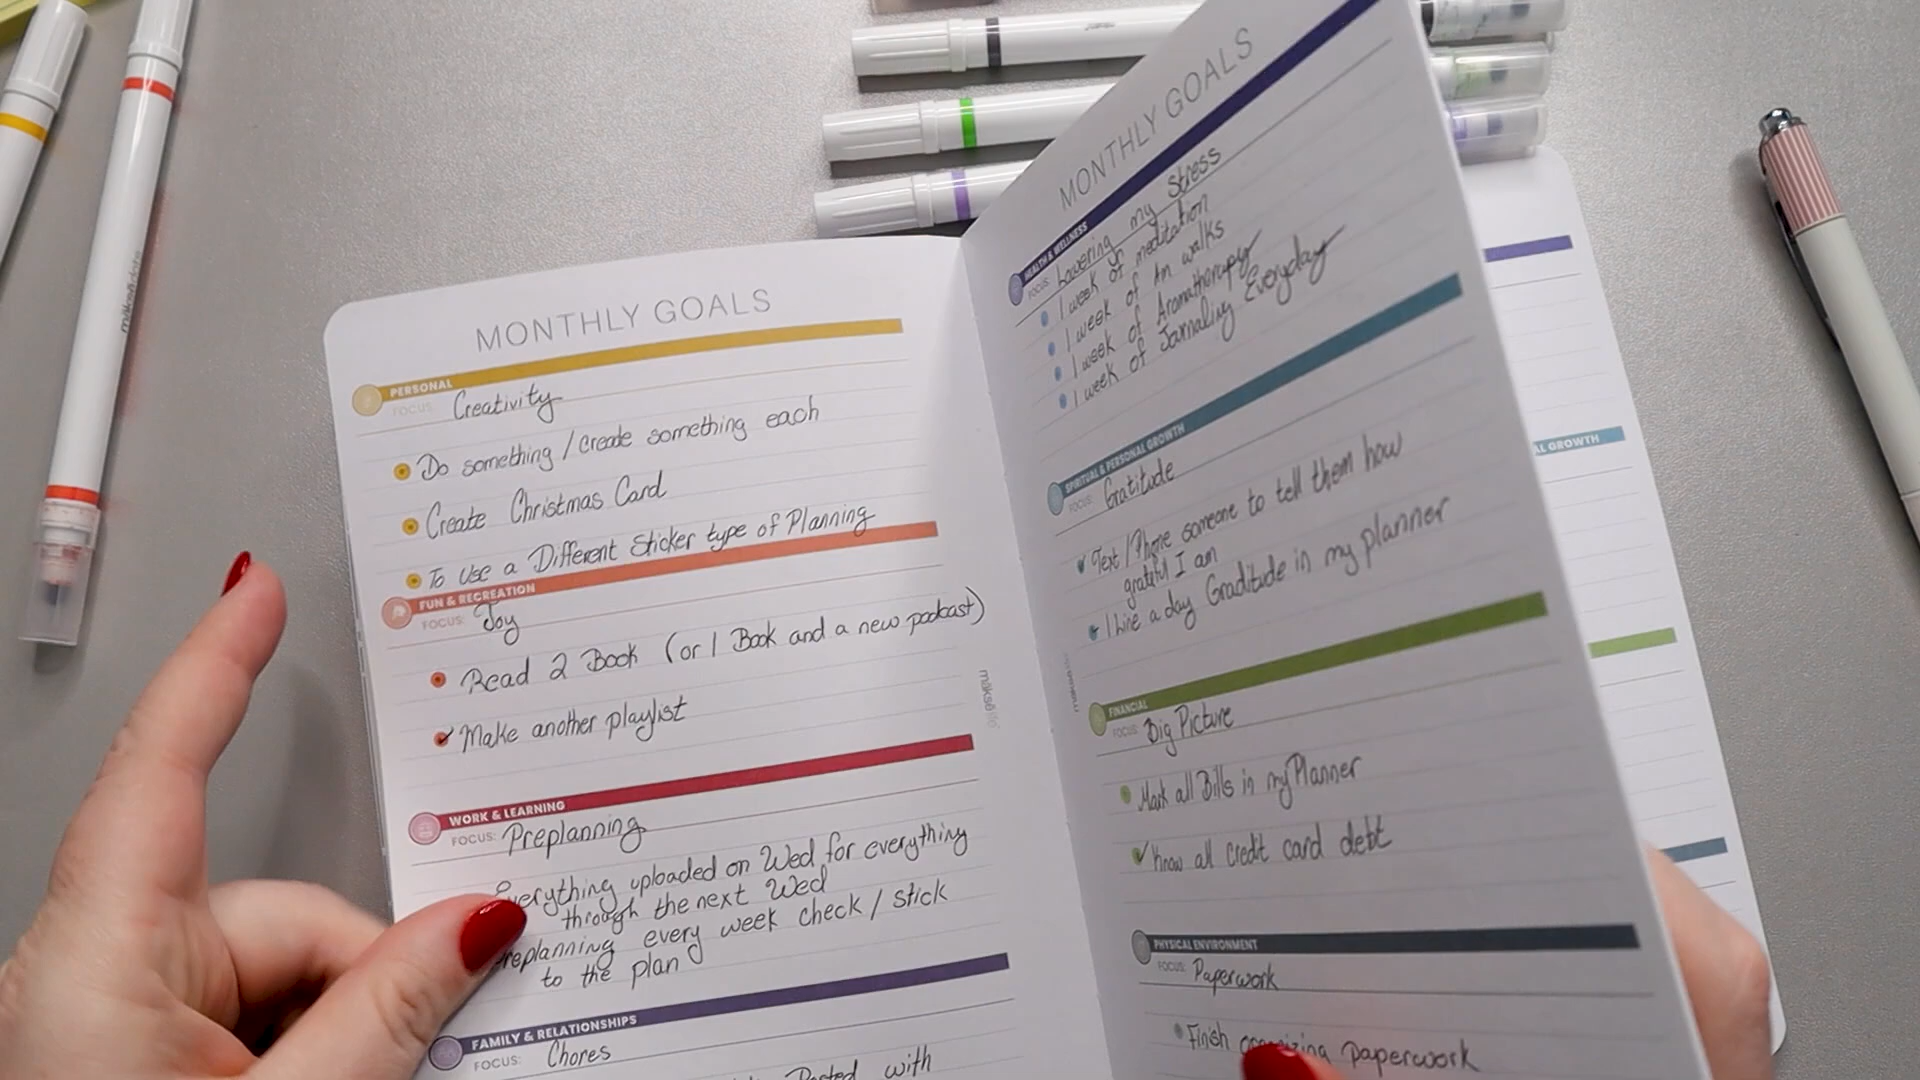 MONTHLY GOALS
PERSONAL
FOCUS: Creativity
Do something / create something each
Create Christmas Card
To Use a Different Sticker type of Planning
FUN & RECREATION
FOCUS: Joy
Read 2 Book (or 1 Book and a new podcast)
Make another playlist
WORK & LEARNING
FOCUS: Preplanning
Everything uploaded on Wed for everything
through the next Wed
Preplanning every week check / stick
to the plan
FAMILY & RELATIONSHIPS
FOCUS: Chores
with
MONTHLY GOALS
HEALTH & WELLNESS
FOCUS: Lowering my Stress
1 week of meditation
1 week of Am walks
1 week of Aromatherapy
1 week of Journaling Everyday
SPIRITUAL & PERSONAL GROWTH
FOCUS: Gratitude
Text / Phone someone to tell them how
grateful I am
1 line a day Graditude in my planner
FINANCIAL
FOCUS: Big Picture
Mark all Bills in my Planner
Know all credit card debt
PHYSICAL ENVIRONMENT
FOCUS: Paperwork
Finish paperwork
AL GROWTH